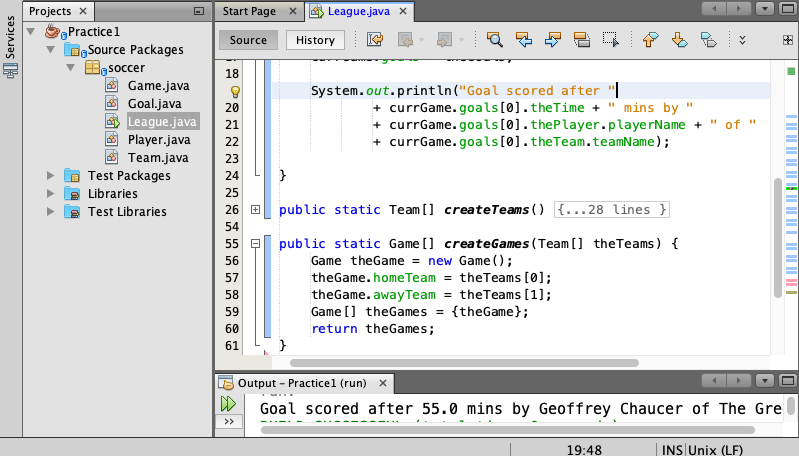 Services
Projects
Practice1
Source Packages
soccer
Game.java
Goal.java
League.java
Player.java
Team.java
Test Packages
Libraries
Test Libraries
Start Page
League.java
Source History
18
System.out.println("Goal scored after "
20 + currGame.goals[0].theTime + " mins by "
21 + currGame.goals[0].thePlayer.playerName + " of "
22 + currGame.goals[0].theTeam.teamName);
23
24 }
25
26 public static Team[] createTeams() {...28 lines }
54
55 public static Game[] createGames(Team[] theTeams) {
56 Game theGame = new Game();
57 theGame.homeTeam = theTeams[0];
58 theGame.awayTeam = theTeams[1];
59 Game[] theGames = {theGame};
60 return theGames;
61 }
Output - Practice1 (run)
Goal scored after 55.0 mins by Geoffrey Chaucer of The Gre
19:48 INS Unix (LF)